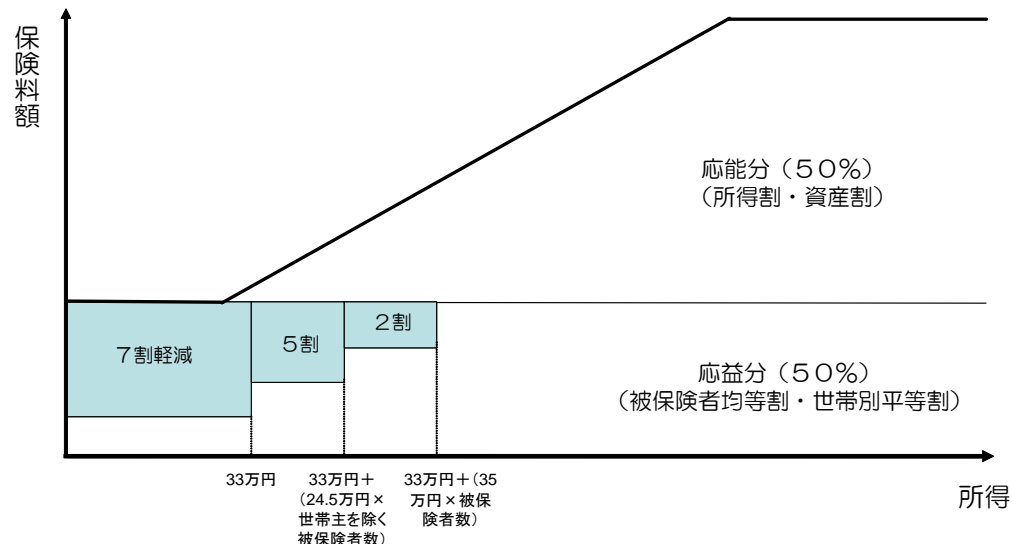 保険料額
応能分（５０％）
（所得割・資産割）
７割軽減
５割
２割
応益分（５０％）
（被保険者均等割・世帯別平等割）
33万円
33万円＋
（24.5万円×
世帯主を除く
被保険者数）
33万円＋（35
万円×被保
険者数）
所得